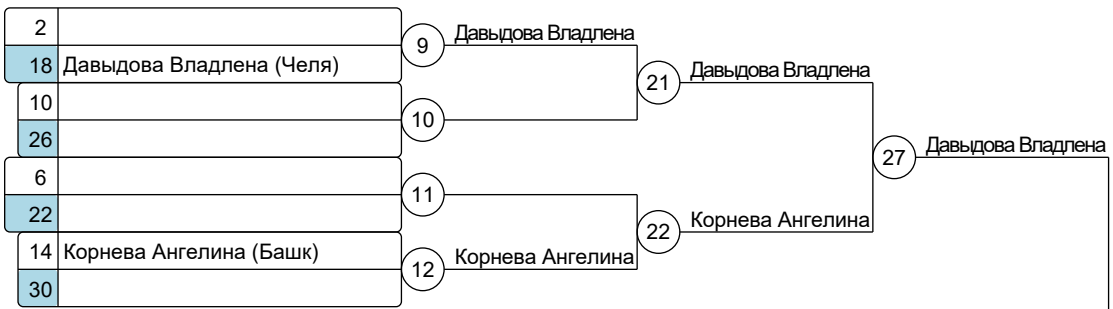 2
18 Давыдова Владлена (Челя)
10
26
6
22
14 Корнева Ангелина (Башк)
30
9
10
11
12
Давыдова Владлена
Корнева Ангелина
21
22
Давыдова Владлена
Корнева Ангелина
27
Давыдова Владлена